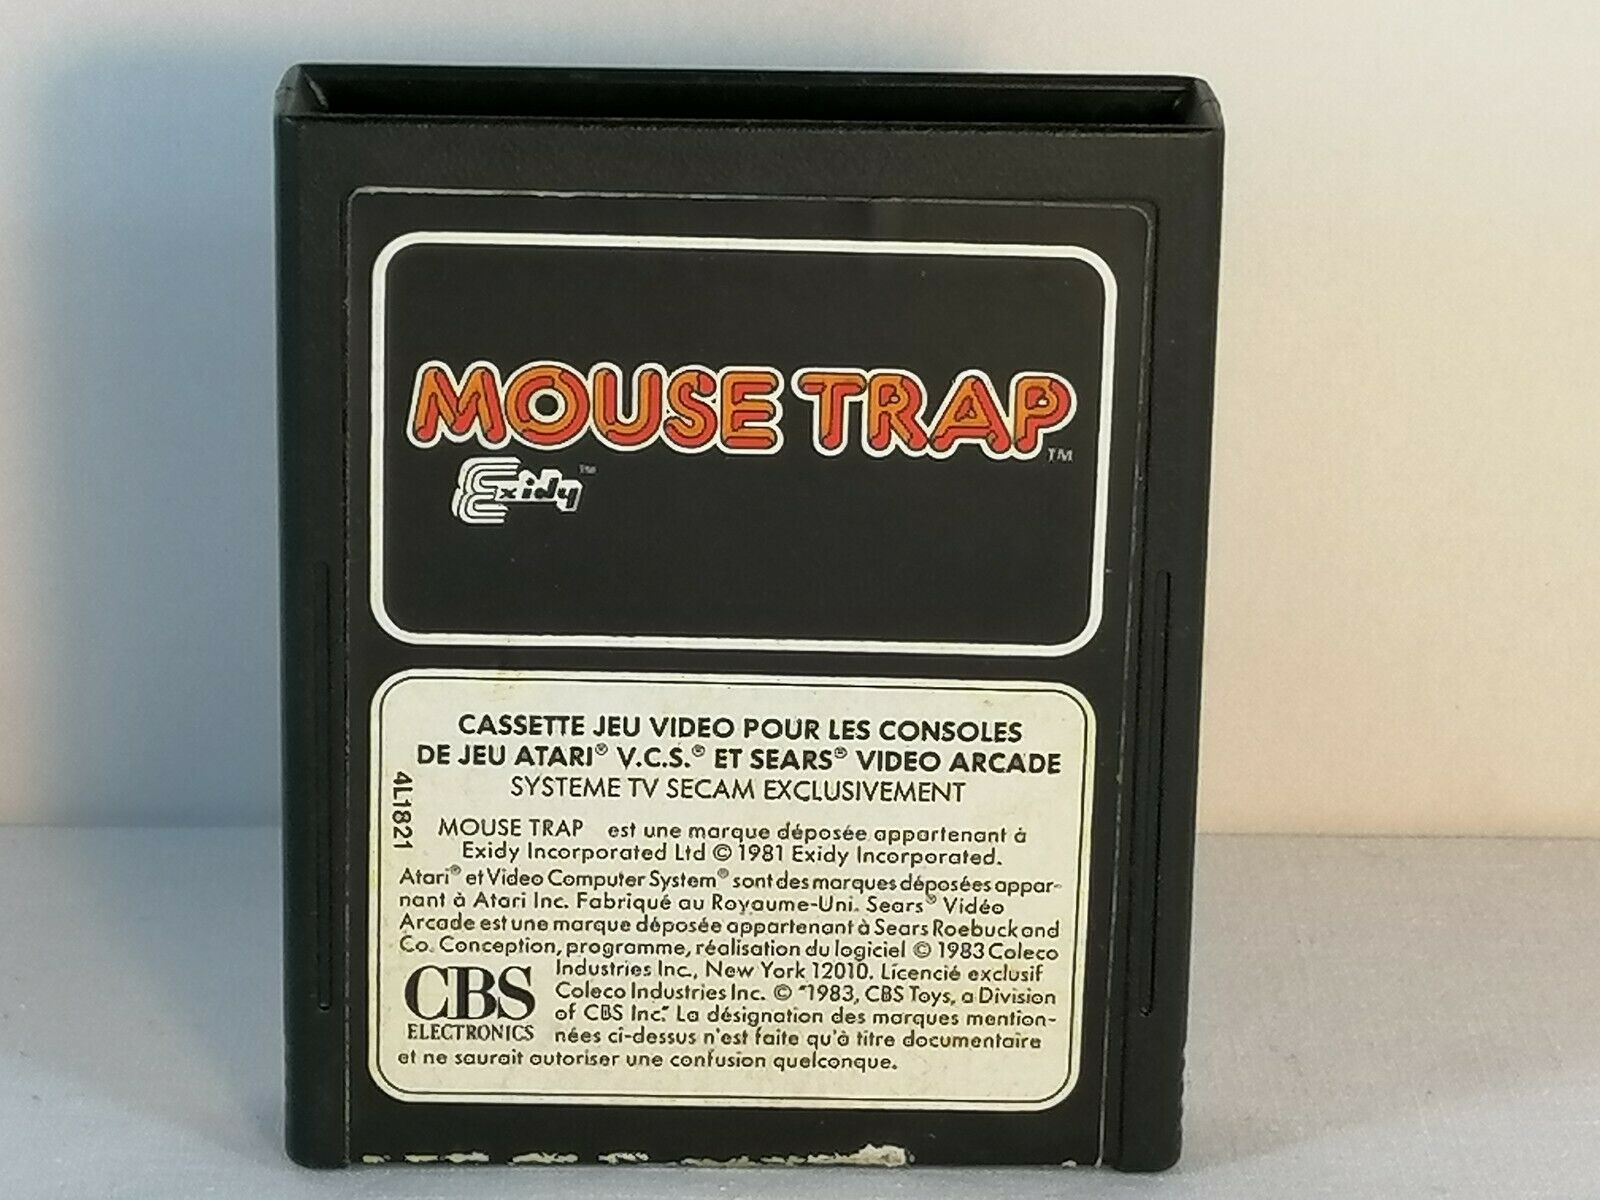 MOUSE TRAP™
Exidy™
CASSETTE JEU VIDEO POUR LES CONSOLES
DE JEU ATARI® V.C.S.® ET SEARS® VIDEO ARCADE
SYSTEME TV SECAM EXCLUSIVEMENT
4L1821
MOUSE TRAP est une marque déposée appartenant à
Exidy Incorporated Ltd © 1981 Exidy Incorporated.
Atari® et Video Computer System® sont des marques déposées appar-
nant à Atari Inc. Fabriqué au Royaume-Uni. Sears® Vidéo
Arcade est une marque déposée appartenant à Sears Roebuck and
Co. Conception, programme, réalisation du logiciel © 1983 Coleco
Industries Inc., New York 12010. Licencié exclusif
Coleco Industries Inc. © "1983, CBS Toys, a Division
of CBS Inc." La désignation des marques mention-
nées ci-dessus n'est faite qu'à titre documentaire
et ne saurait autoriser une confusion quelconque.
CBS
ELECTRONICS